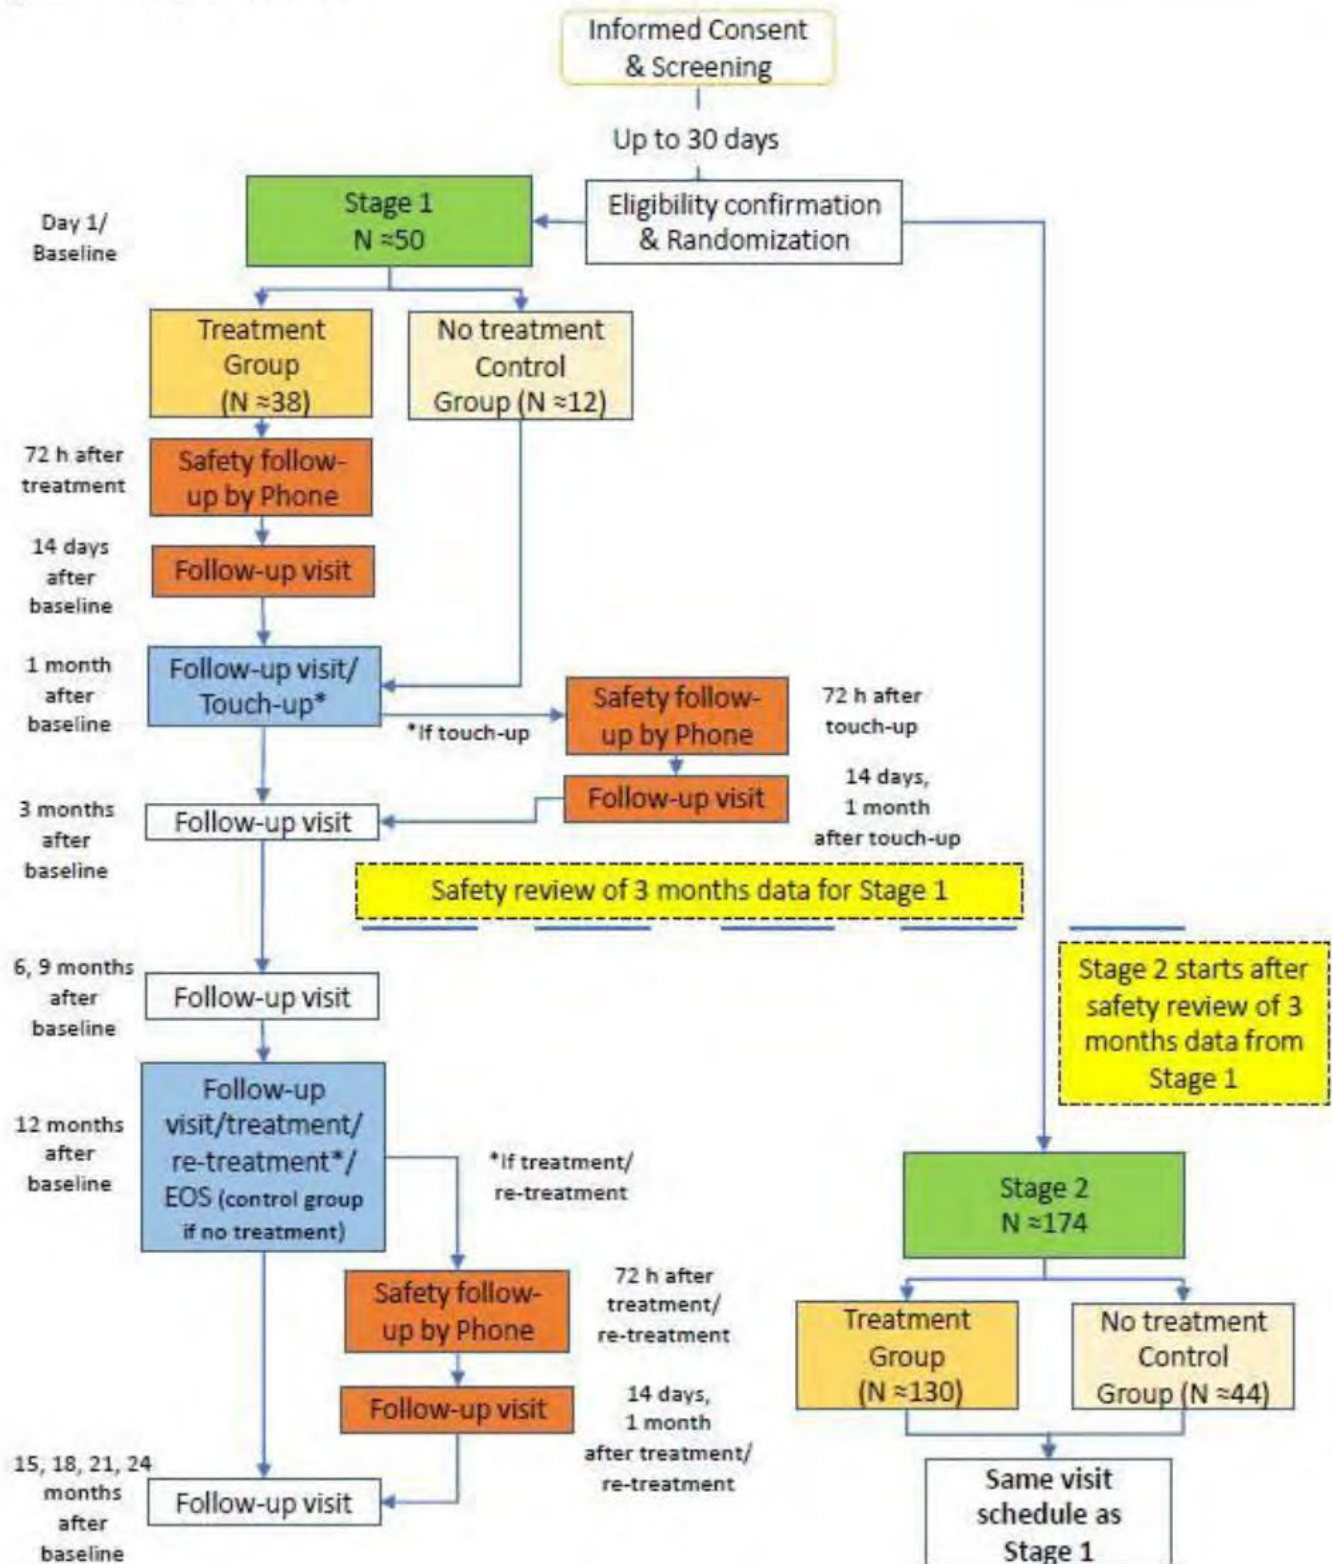 Informed Consent
& Screening
Up to 30 days
Day 1/
Baseline
Stage 1
N ≈50
Eligibility confirmation
& Randomization
Treatment
Group
(N ≈38)
No treatment
Control
Group (N ≈12)
72 h after
treatment
Safety follow-
up by Phone
14 days
after
baseline
Follow-up visit
1 month
after
baseline
Follow-up visit/
Touch-up*
*If touch-up
Safety follow-
up by Phone
72 h after
touch-up
Follow-up visit
14 days,
1 month
after touch-up
3 months
after
baseline
Follow-up visit
Safety review of 3 months data for Stage 1
Stage 2 starts after
safety review of 3
months data from
Stage 1
6, 9 months
after
baseline
Follow-up visit
12 months
after
baseline
Follow-up
visit/treatment/
re-treatment*/
EOS (control group
if no treatment)
*If treatment/
re-treatment
Safety follow-
up by Phone
72 h after
treatment/
re-treatment
Follow-up visit
14 days,
1 month
after treatment/
re-treatment
15, 18, 21, 24
months
after
baseline
Follow-up visit
Stage 2
N ≈174
Treatment
Group
(N ≈130)
No treatment
Control
Group (N ≈44)
Same visit
schedule as
Stage 1